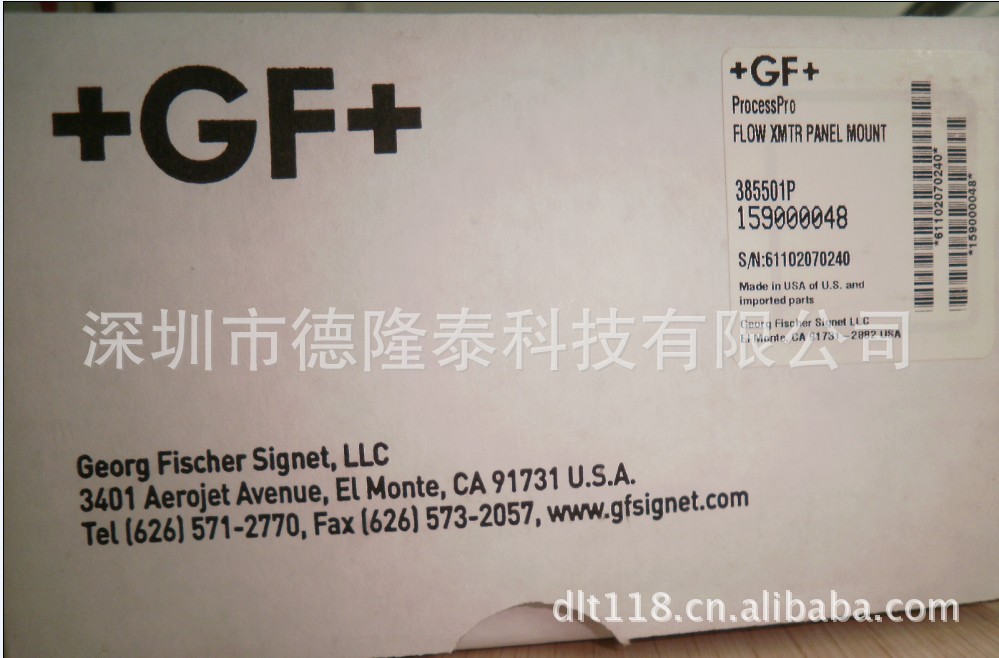 +GF+
+GF+
ProcessPro
FLOW XMTR PANEL MOUNT
385501P
159000048
S/N:61102070240
Made in USA of U.S. and
imported parts
Georg Fischer Signet LLC
El Monte, CA 91731-2882 USA
*61102070240*
*159000048*
深圳市德隆泰科技有限公司
Georg Fischer Signet, LLC
3401 Aerojet Avenue, El Monte, CA 91731 U.S.A.
Tel (626) 571-2770, Fax (626) 573-2057, www.gfsignet.com
dlt118.cn.alibaba.com